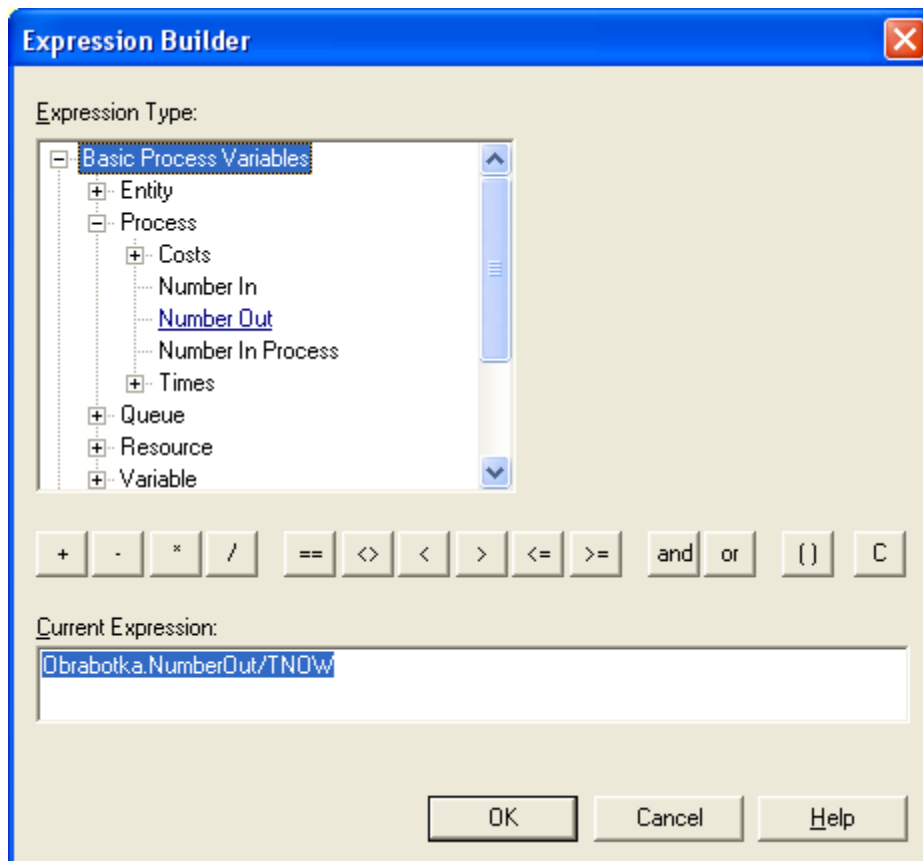 Expression Builder
Expression Type:
Basic Process Variables
Entity
Process
Costs
Number In
Number Out
Number In Process
Times
Queue
Resource
Variable
+ - * / == <> < > <= >= and or () C
Current Expression:
Obrabotka.NumberOut/TNOW
OK Cancel Help